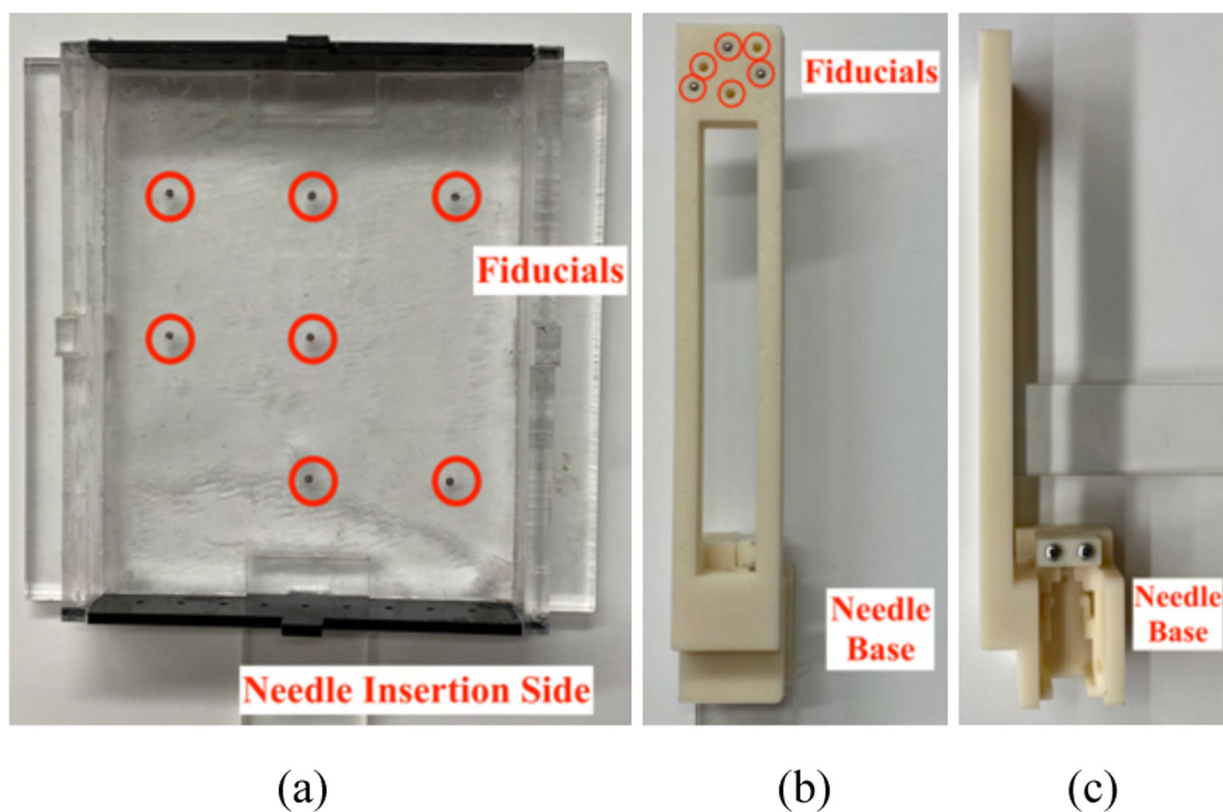 Fiducials
Needle Insertion Side
Fiducials
Needle
Base
Needle
Base
(a)
(b)
(c)